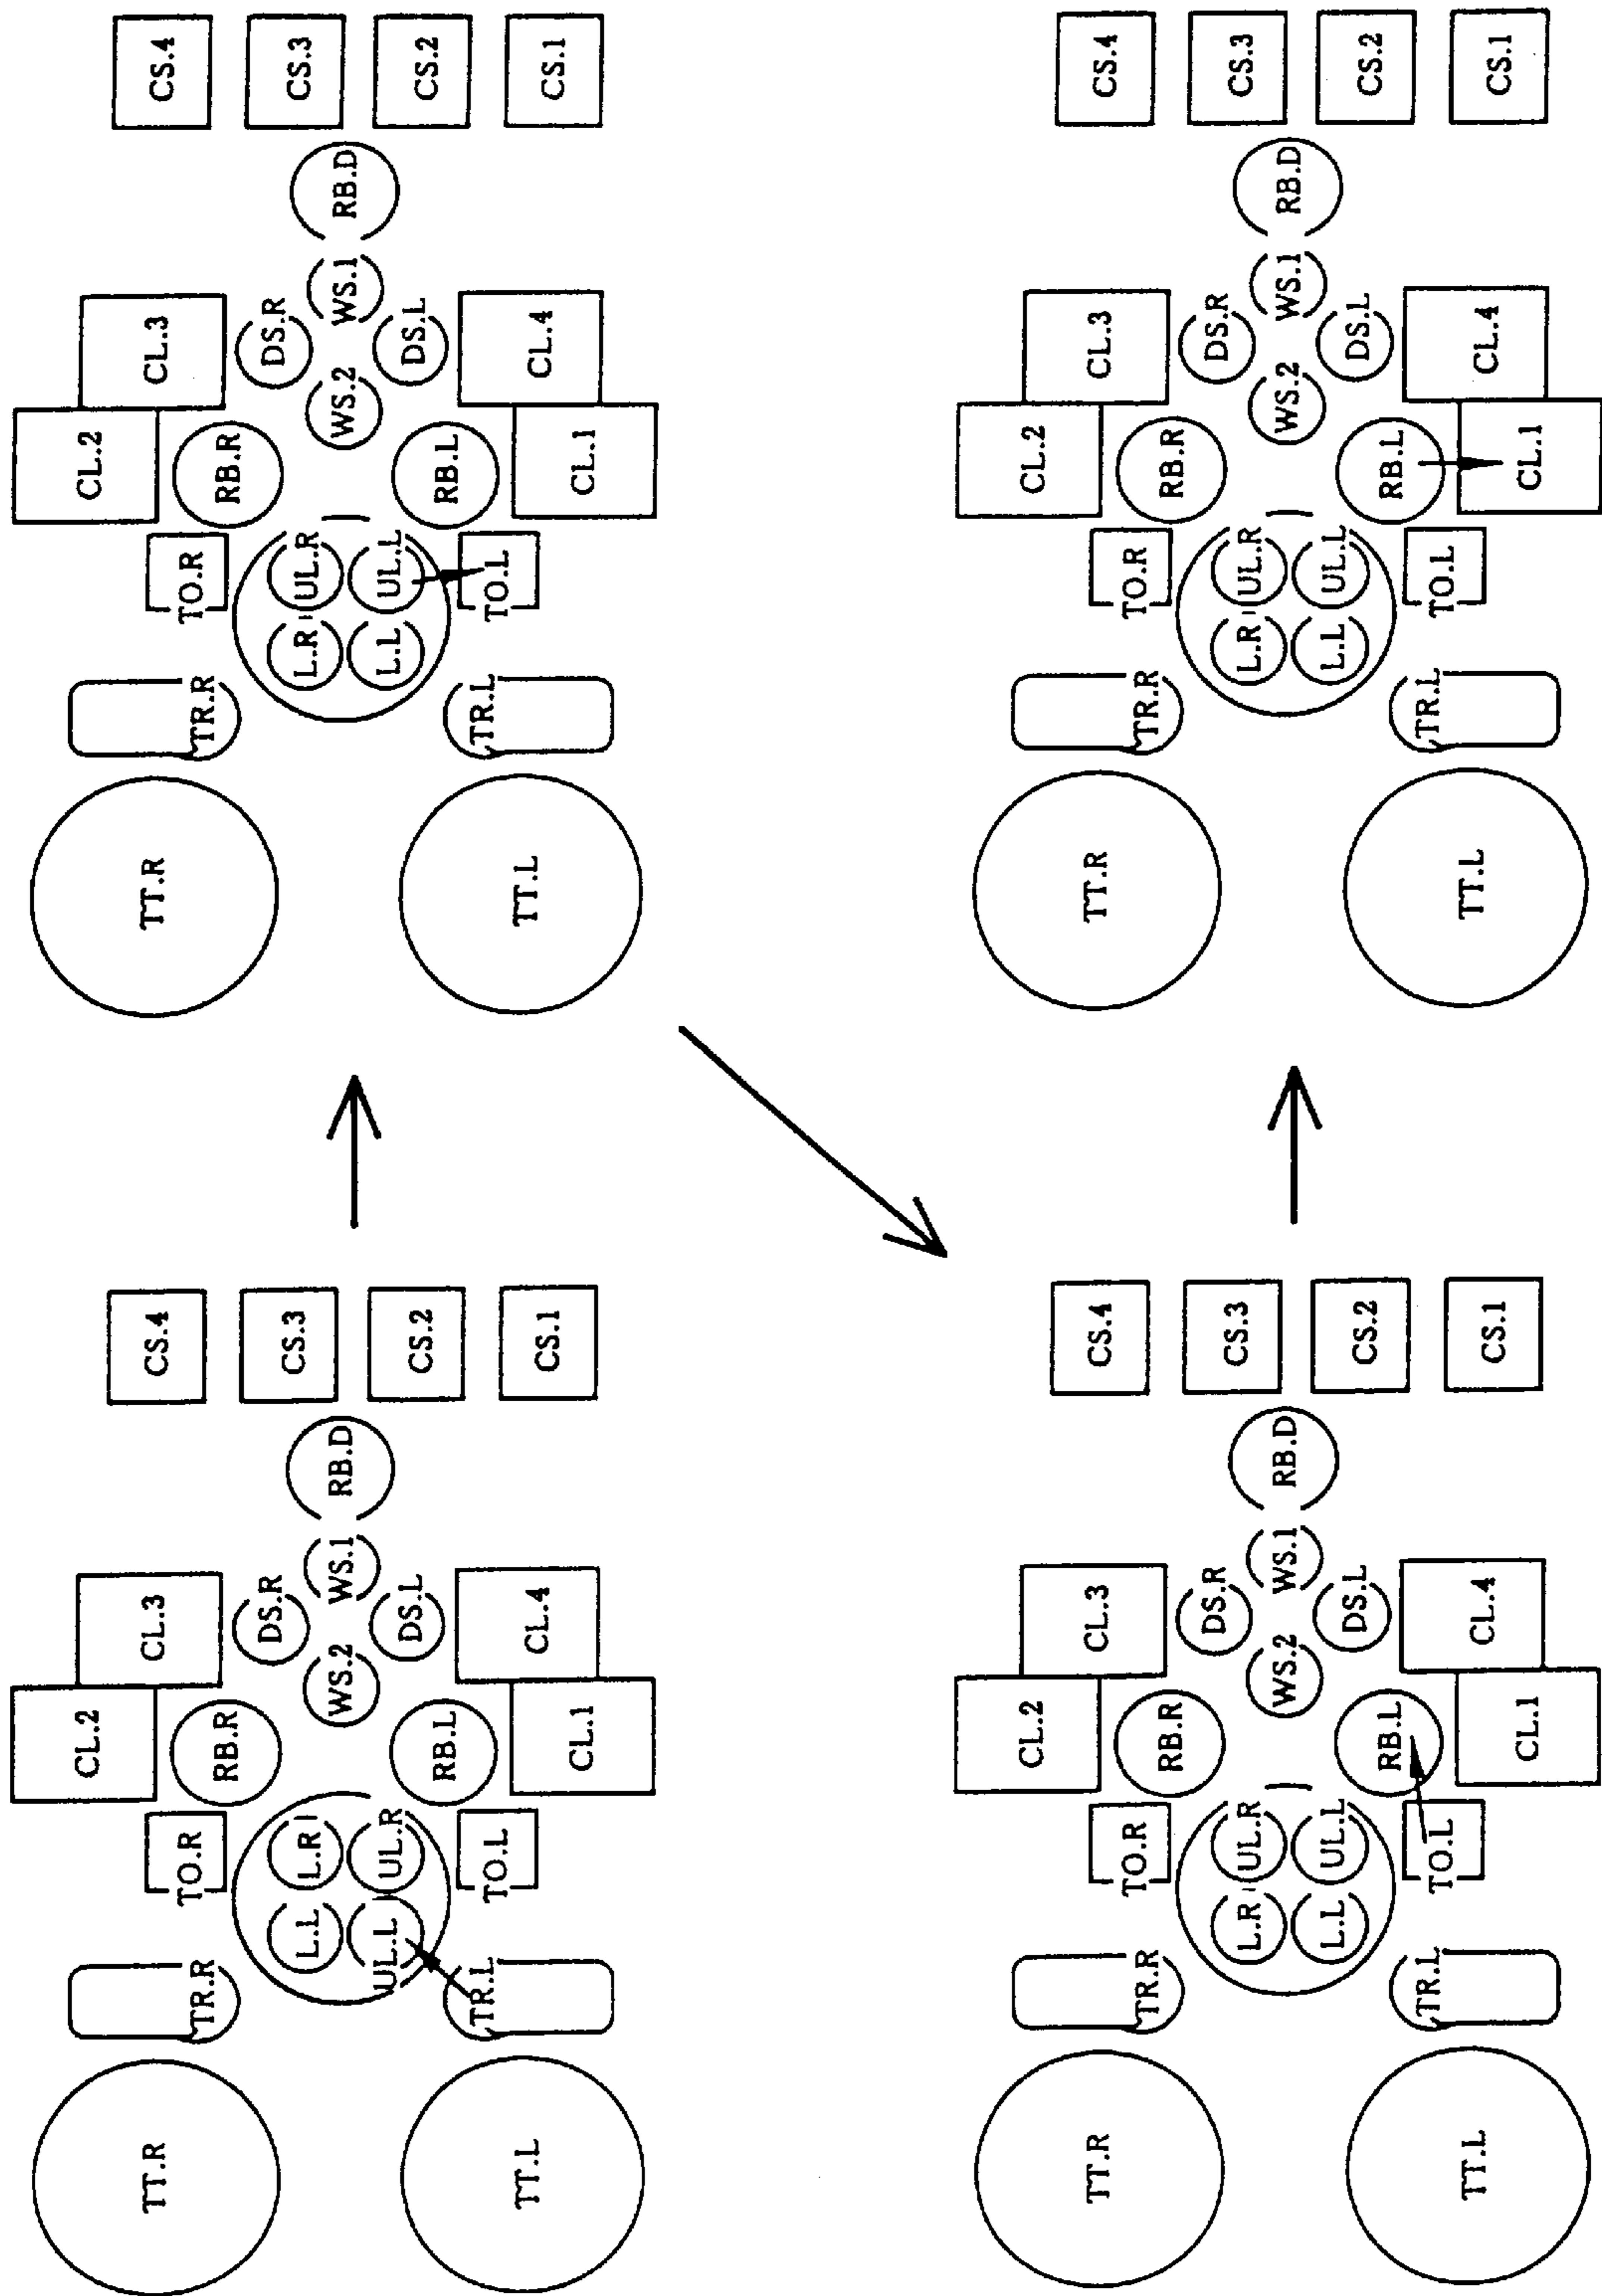 CL.2
TT.R
CL.3
CS.4
TR.R
TO.R
RB.R
DS.R
CS.3
L.L
L.R
WS.2
WS.1
RB.D
UL.L
UL.R
DS.L
CS.2
RB.L
TR.L
TO.L
TT.L
CL.4
CS.1
CL.1
CL.2
TT.R
CL.3
CS.4
TR.R
TO.R
RB.R
DS.R
CS.3
L.R
UL.R
WS.2
WS.1
RB.D
L.L
UL.L
DS.L
CS.2
RB.L
TR.L
TO.L
TT.L
CL.4
CS.1
CL.1
CL.2
TT.R
CL.3
CS.4
TR.R
TO.R
RB.R
DS.R
CS.3
L.R
UL.R
WS.2
WS.1
RB.D
L.L
UL.L
DS.L
CS.2
RB.L
TR.L
TO.L
TT.L
CL.4
CS.1
CL.1
CL.2
TT.R
CL.3
CS.4
TR.R
TO.R
RB.R
DS.R
CS.3
L.R
UL.R
WS.2
WS.1
RB.D
L.L
UL.L
DS.L
CS.2
RB.L
TR.L
TO.L
TT.L
CL.4
CS.1
CL.1